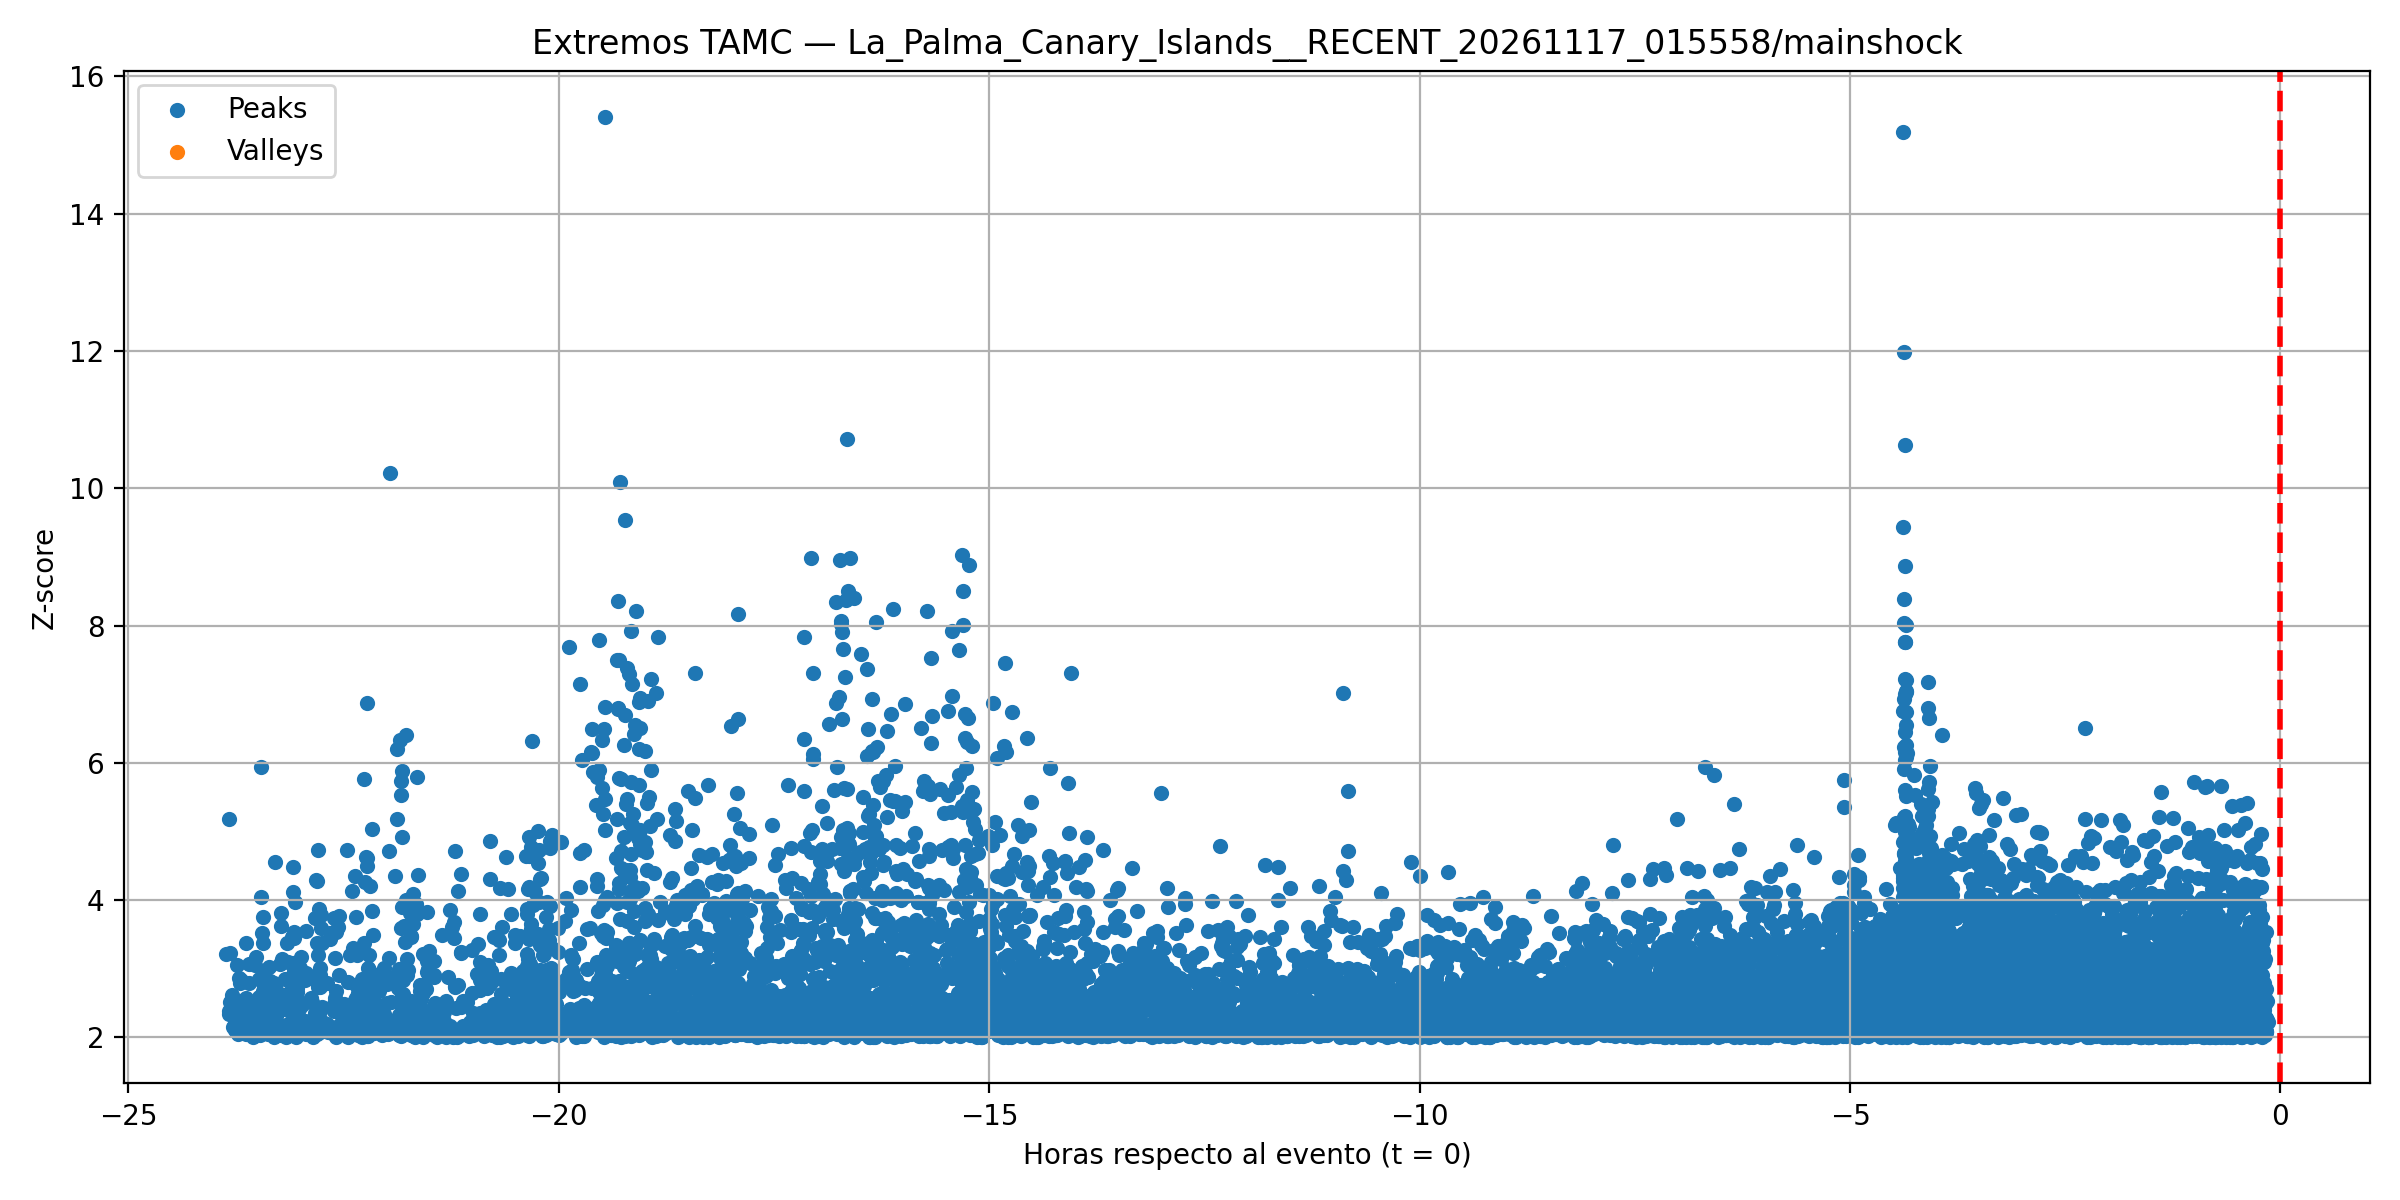 Extremos TAMC — La_Palma_Canary_Islands__RECENT_20261117_015558/mainshock
Peaks
Valleys
Z-score
16
14
12
10
8
6
4
2
−25
−20
−15
−10
−5
0
Horas respecto al evento (t = 0)